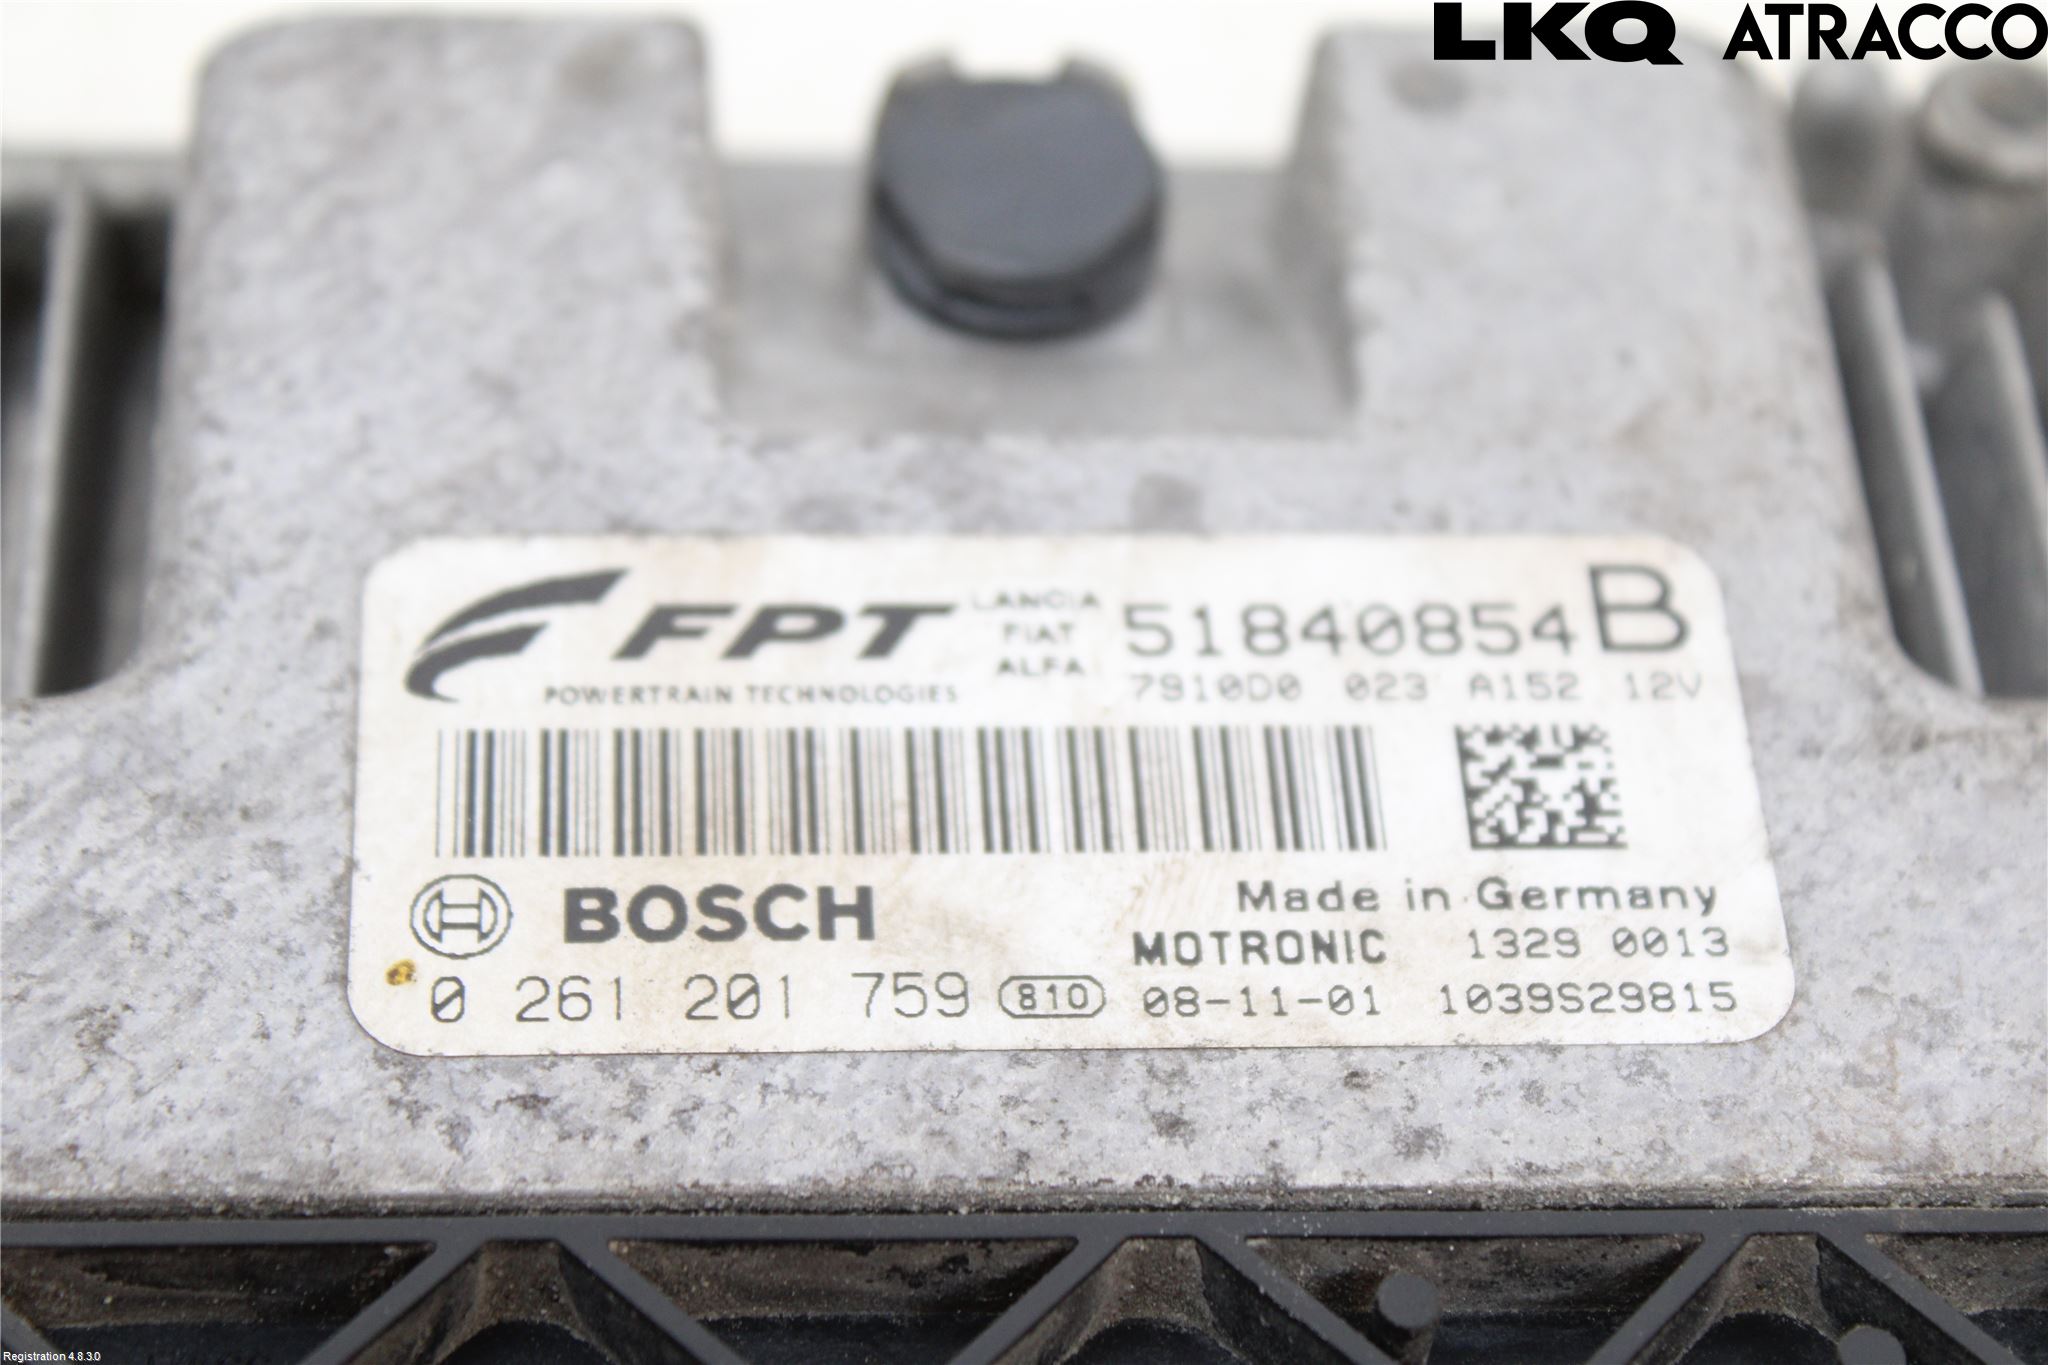 LKQ ATRACCO
FPT
POWERTRAIN TECHNOLOGIES
LANCIA
FIAT
ALFA
51840854 B
7910D0 023 A152 12V
BOSCH
Made in Germany
MOTRONIC 1329 0013
0 261 201 759 810 08-11-01 1039S29815
Registration 4.8.3.0